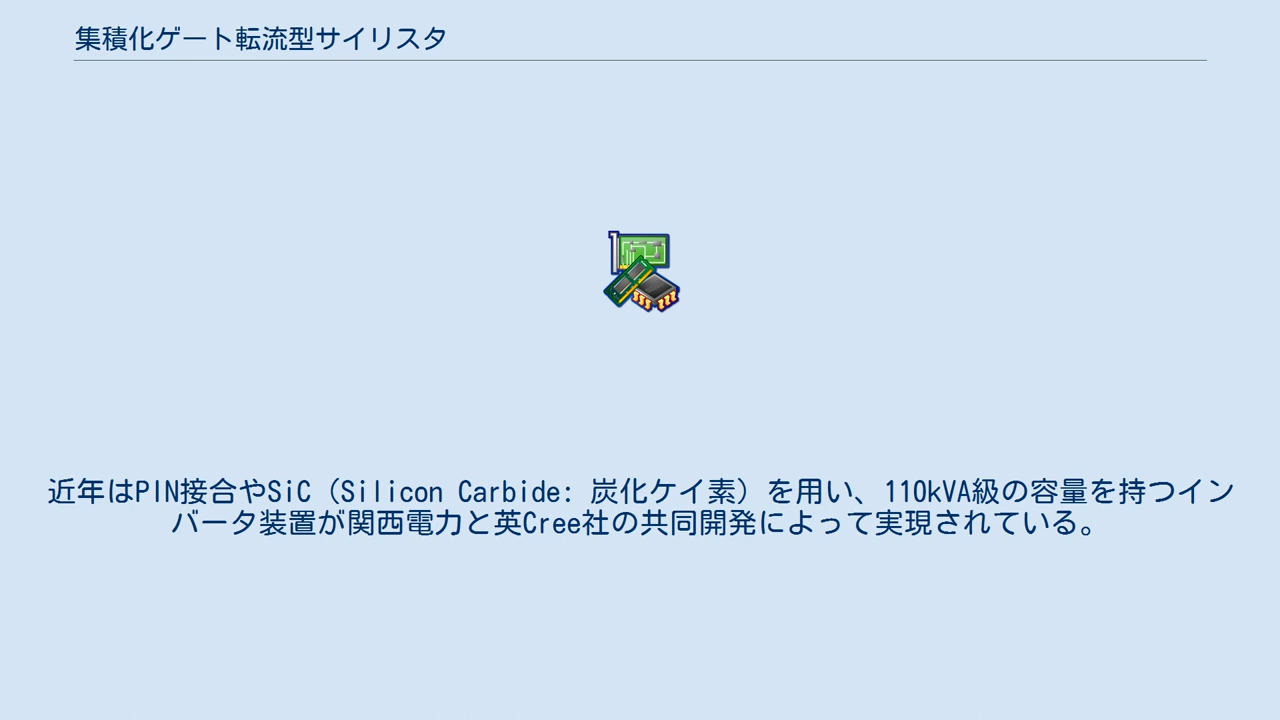 集積化ゲート転流型サイリスタ
近年はPIN接合やSiC（Silicon Carbide: 炭化ケイ素）を用い、110kVA級の容量を持つイン
バータ装置が関西電力と英Cree社の共同開発によって実現されている。